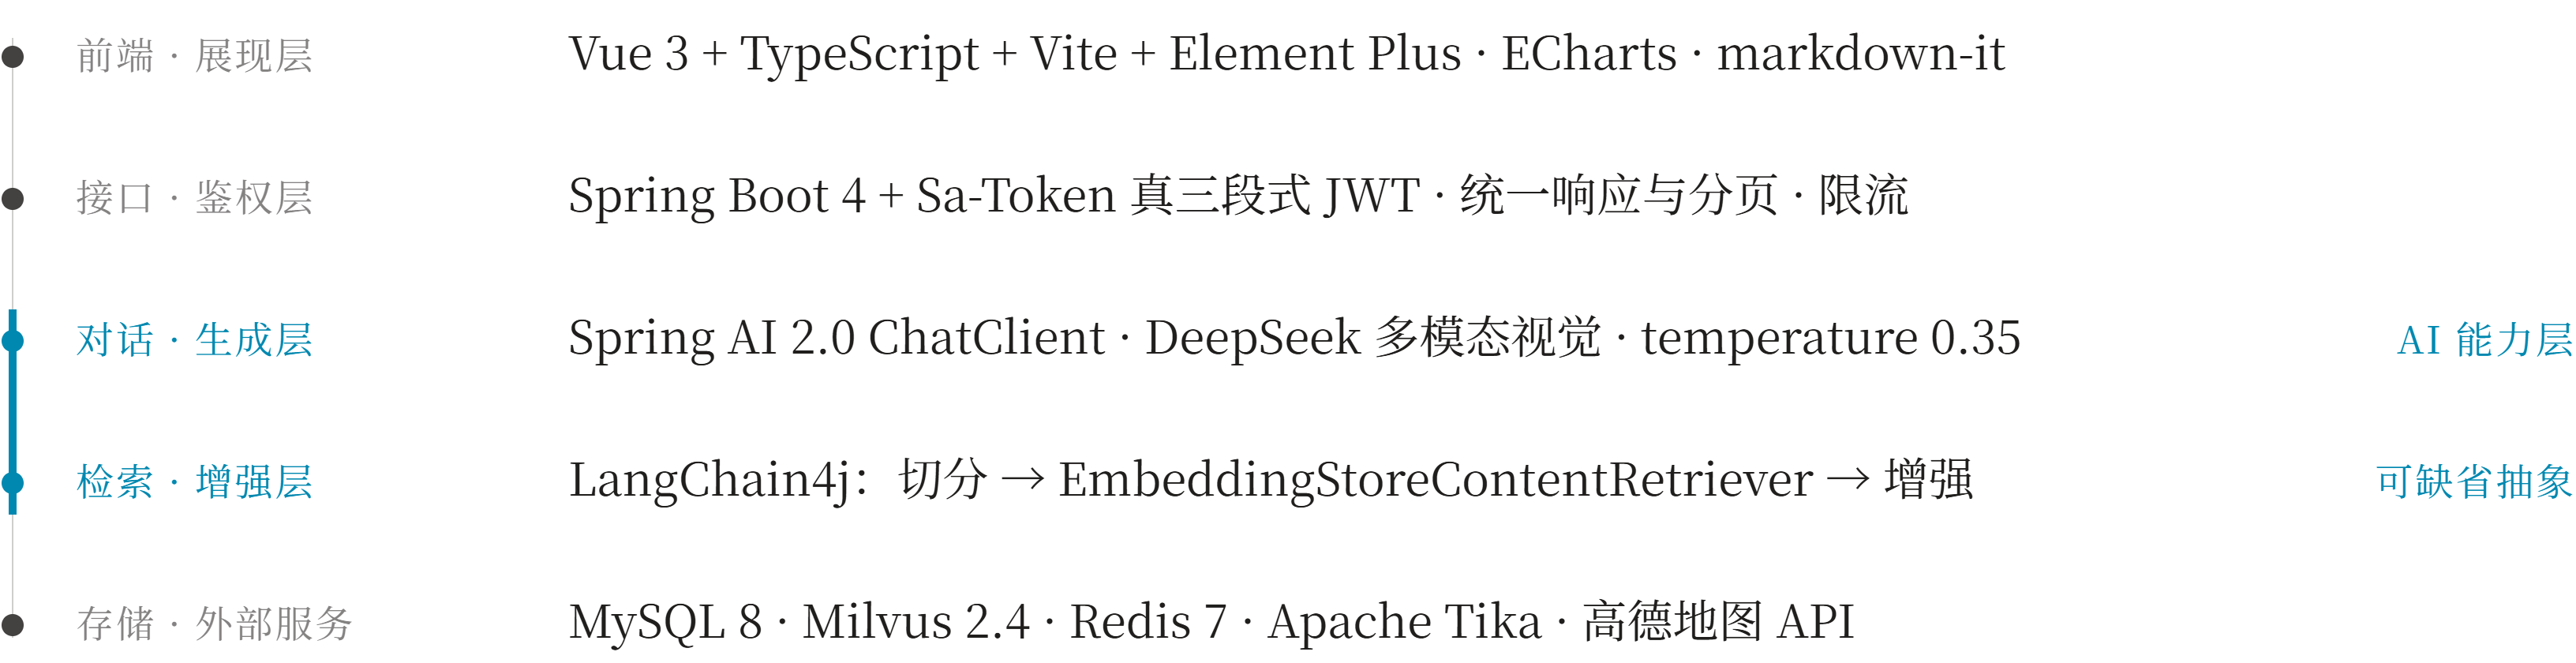 前端 · 展现层 Vue 3 + TypeScript + Vite + Element Plus · ECharts · markdown-it
接口 · 鉴权层 Spring Boot 4 + Sa-Token 真三段式 JWT · 统一响应与分页 · 限流
对话 · 生成层 Spring AI 2.0 ChatClient · DeepSeek 多模态视觉 · temperature 0.35 AI 能力层
检索 · 增强层 LangChain4j：切分 → EmbeddingStoreContentRetriever → 增强 可缺省抽象
存储 · 外部服务 MySQL 8 · Milvus 2.4 · Redis 7 · Apache Tika · 高德地图 API